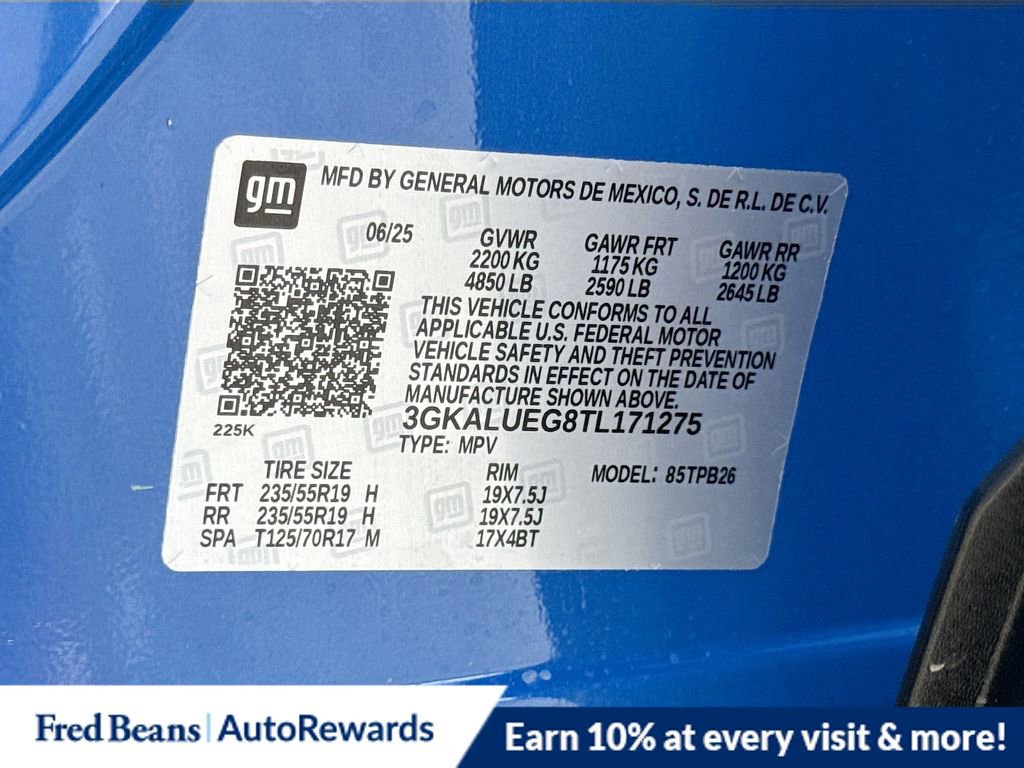 gm
MFD BY GENERAL MOTORS DE MEXICO, S. DE R.L. DE C.V.
06/25 GVWR GAWR FRT GAWR RR
2200 KG 1175 KG 1200 KG
4850 LB 2590 LB 2645 LB
THIS VEHICLE CONFORMS TO ALL
APPLICABLE U.S. FEDERAL MOTOR
VEHICLE SAFETY AND THEFT PREVENTION
STANDARDS IN EFFECT ON THE DATE OF
MANUFACTURE SHOWN ABOVE.
3GKALUEG8TL171275
225K
TYPE: MPV
TIRE SIZE RIM MODEL: 85TPB26
FRT 235/55R19 H 19X7.5J
RR 235/55R19 H 19X7.5J
SPA T125/70R17 M 17X4BT
Fred Beans AutoRewards
Earn 10% at every visit & more!